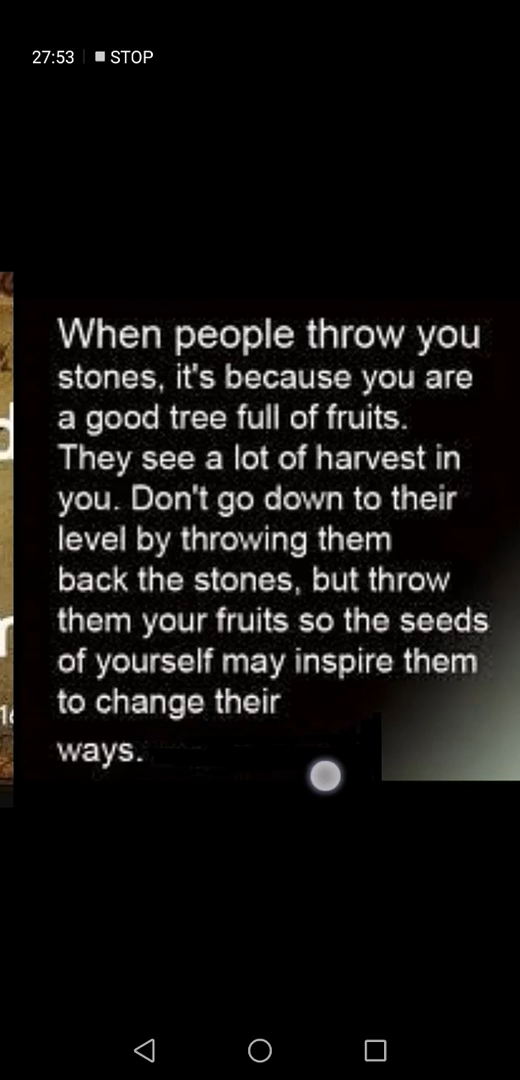 27:53 STOP
When people throw you
stones, it's because you are
a good tree full of fruits.
They see a lot of harvest in
you. Don't go down to their
level by throwing them
back the stones, but throw
them your fruits so the seeds
of yourself may inspire them
to change their
ways.